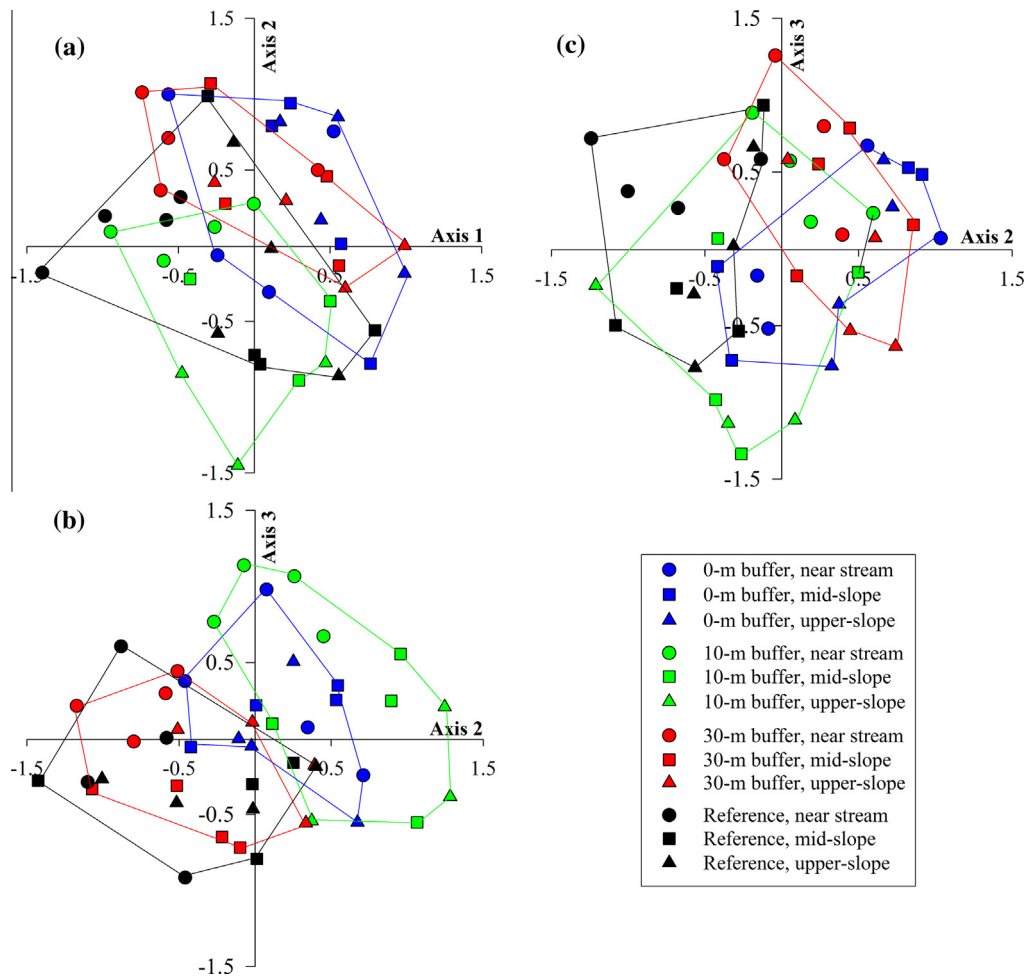 (a)
Axis 2
1.5
0.5
Axis 1
-1.5
-0.5
0.5
1.5
-0.5
-1.5
(c)
Axis 3
1.5
0.5
Axis 2
-1.5
-0.5
0.5
1.5
-0.5
-1.5
(b)
Axis 3
1.5
0.5
Axis 2
-1.5
-0.5
0.5
1.5
-0.5
-1.5
0-m buffer, near stream
0-m buffer, mid-slope
0-m buffer, upper-slope
10-m buffer, near stream
10-m buffer, mid-slope
10-m buffer, upper-slope
30-m buffer, near stream
30-m buffer, mid-slope
30-m buffer, upper-slope
Reference, near stream
Reference, mid-slope
Reference, upper-slope